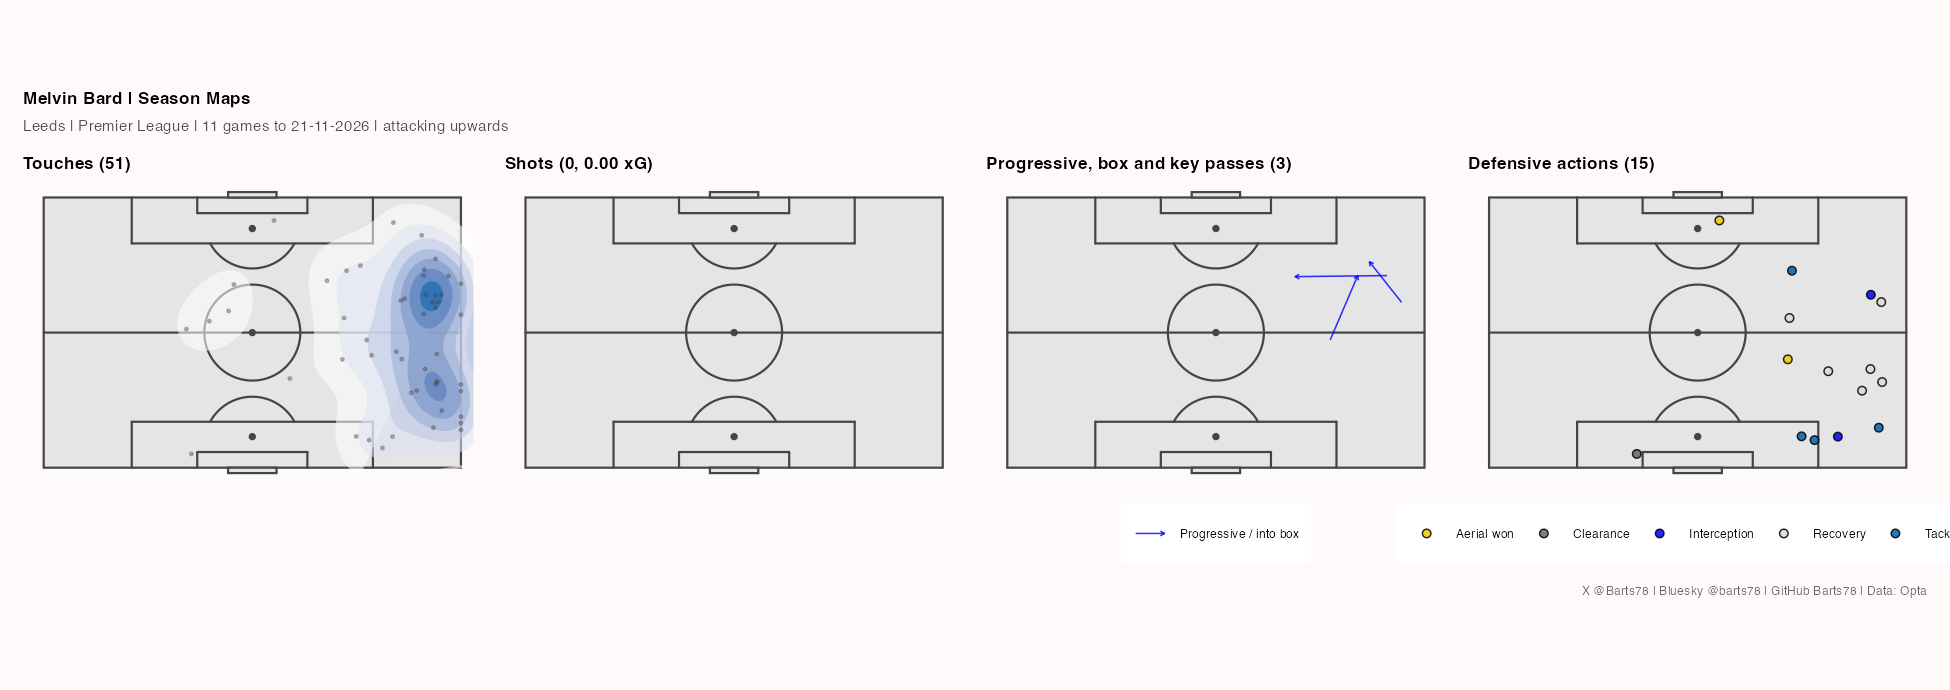 Melvin Bard | Season Maps
Leeds | Premier League | 11 games to 21-11-2026 | attacking upwards
Touches (51)
Shots (0, 0.00 xG)
Progressive, box and key passes (3)
Defensive actions (15)
Progressive / into box
Aerial won
Clearance
Interception
Recovery
Tack
X @Barts78 | Bluesky @barts78 | GitHub Barts78 | Data: Opta